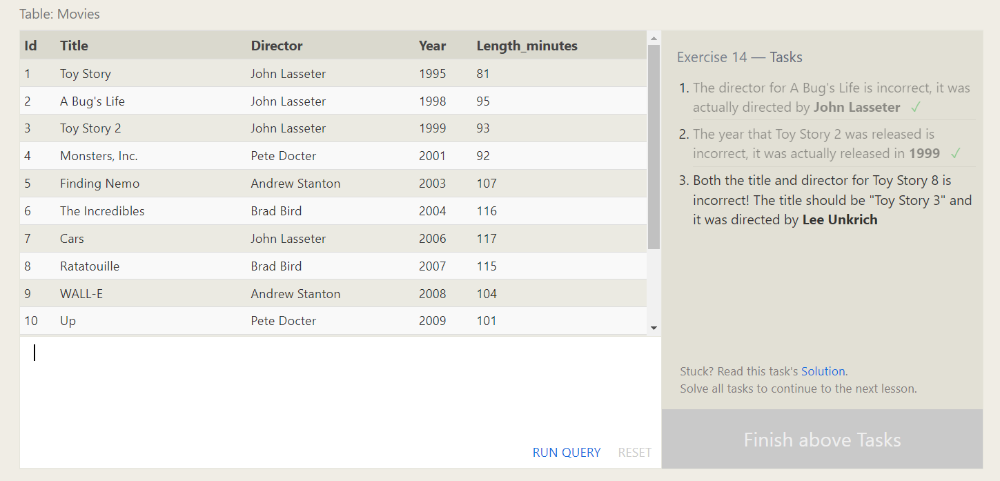 Table: Movies
Id Title Director Year Length_minutes
1 Toy Story John Lasseter 1995 81
2 A Bug's Life John Lasseter 1998 95
3 Toy Story 2 John Lasseter 1999 93
4 Monsters, Inc. Pete Docter 2001 92
5 Finding Nemo Andrew Stanton 2003 107
6 The Incredibles Brad Bird 2004 116
7 Cars John Lasseter 2006 117
8 Ratatouille Brad Bird 2007 115
9 WALL-E Andrew Stanton 2008 104
10 Up Pete Docter 2009 101
RUN QUERY RESET
Exercise 14 — Tasks
1. The director for A Bug's Life is incorrect, it was
actually directed by John Lasseter ✓
2. The year that Toy Story 2 was released is
incorrect, it was actually released in 1999 ✓
3. Both the title and director for Toy Story 8 is
incorrect! The title should be "Toy Story 3" and
it was directed by Lee Unkrich
Stuck? Read this task's Solution.
Solve all tasks to continue to the next lesson.
Finish above Tasks